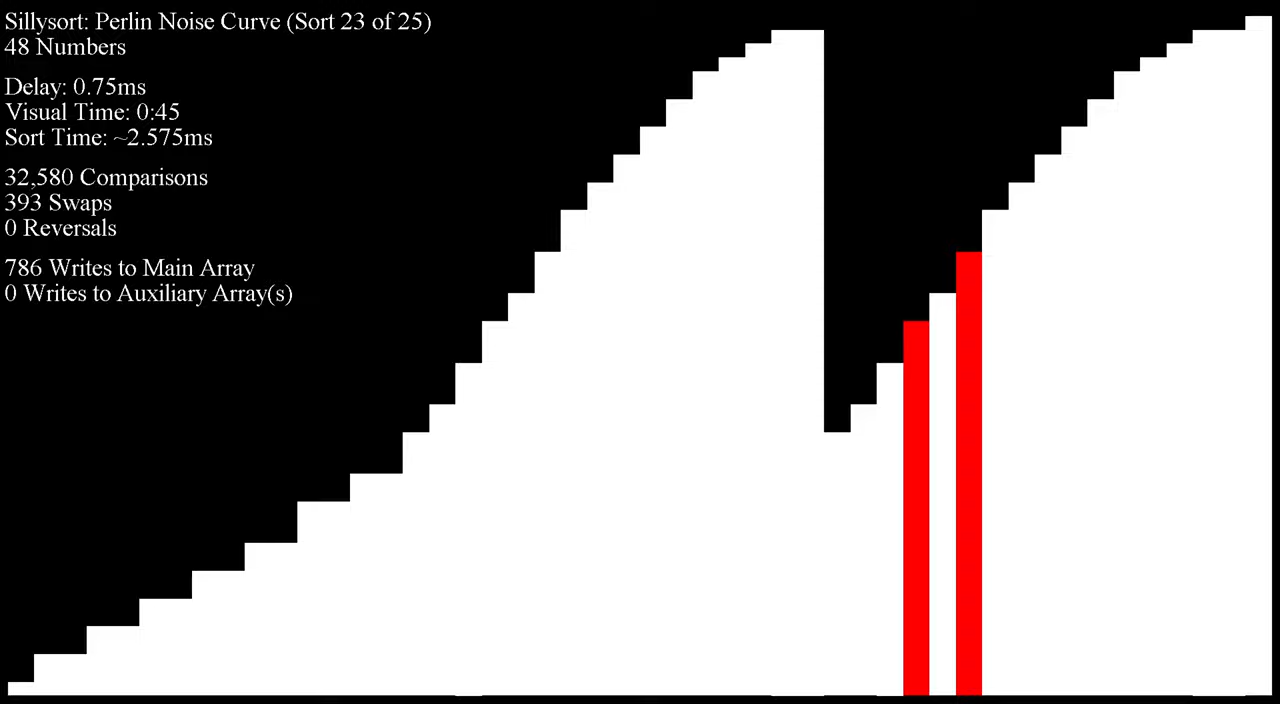 Sillysort: Perlin Noise Curve (Sort 23 of 25)
48 Numbers
Delay: 0.75ms
Visual Time: 0:45
Sort Time: ~2.575ms
32,580 Comparisons
393 Swaps
0 Reversals
786 Writes to Main Array
0 Writes to Auxiliary Array(s)